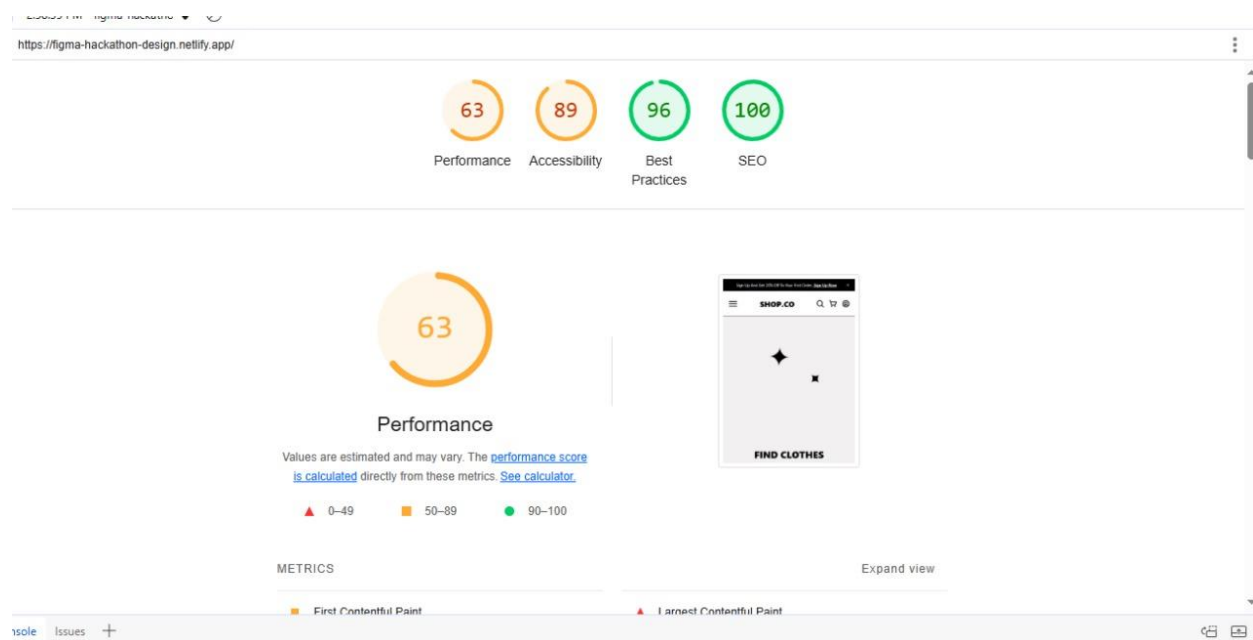 https://figma-hackathon-design.netlify.app/
63 89 96 100
Performance Accessibility Best Practices SEO
63
Performance
Values are estimated and may vary. The performance score
is calculated directly from these metrics. See calculator.
0–49 50–89 90–100
SHOP.CO
FIND CLOTHES
METRICS Expand view
First Contentful Paint Largest Contentful Paint
nsole Issues